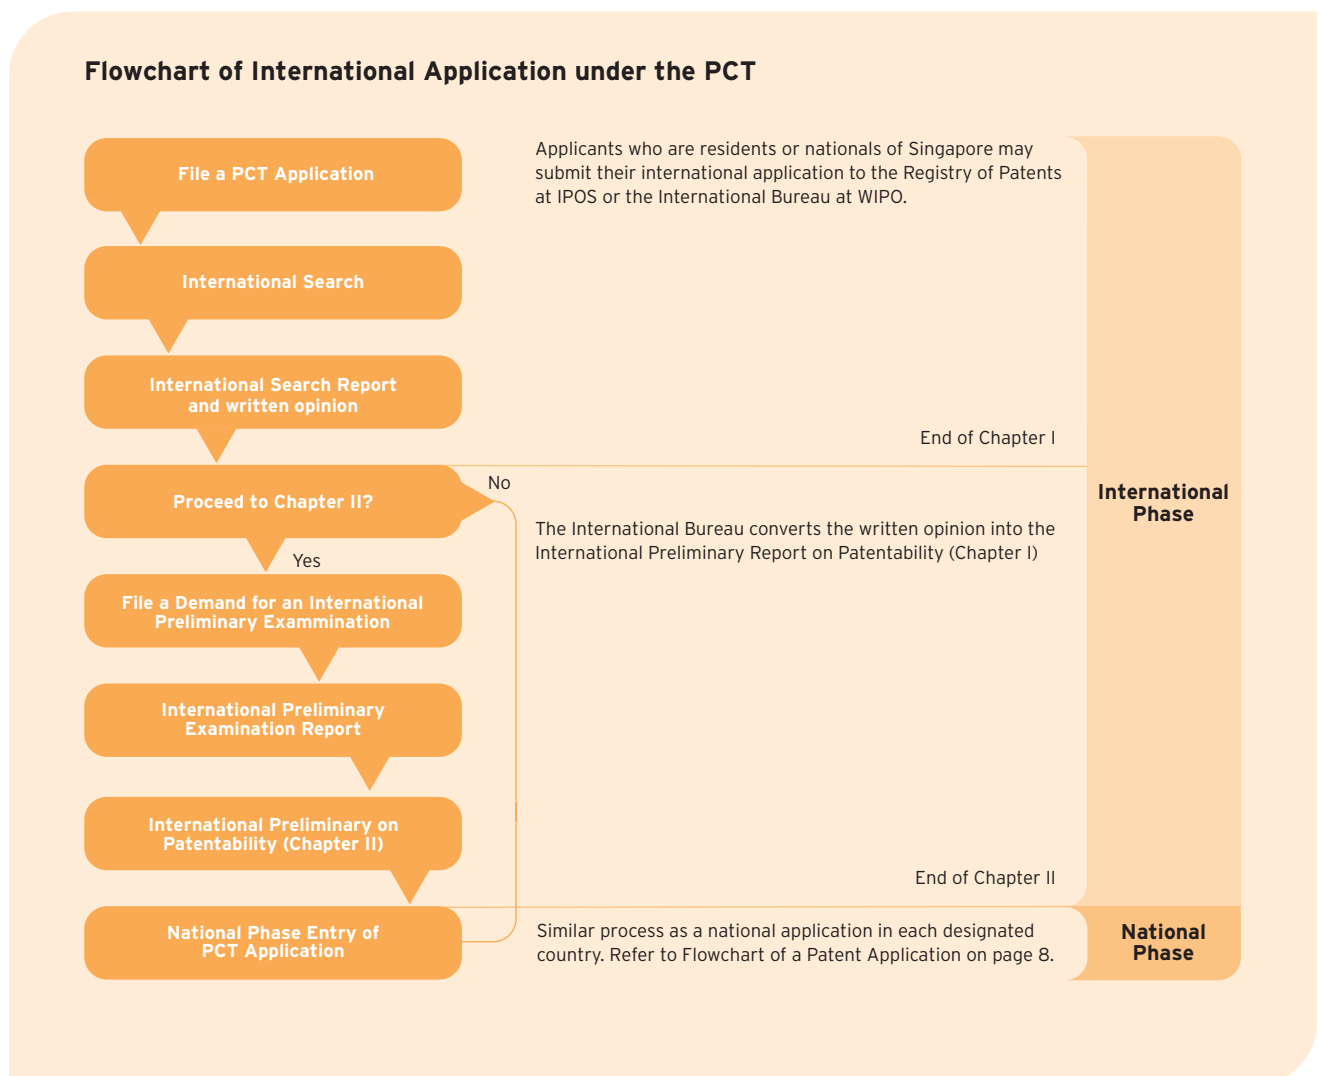 Flowchart of International Application under the PCT
File a PCT Application
Applicants who are residents or nationals of Singapore may
submit their international application to the Registry of Patents
at IPOS or the International Bureau at WIPO.
International Search
International Search Report
and written opinion
End of Chapter I
Proceed to Chapter II?
No
Yes
The International Bureau converts the written opinion into the
International Preliminary Report on Patentability (Chapter I)
International
Phase
File a Demand for an International
Preliminary Exammination
International Preliminary
Examination Report
International Preliminary on
Patentability (Chapter II)
End of Chapter II
National Phase Entry of
PCT Application
Similar process as a national application in each designated
country. Refer to Flowchart of a Patent Application on page 8.
National
Phase